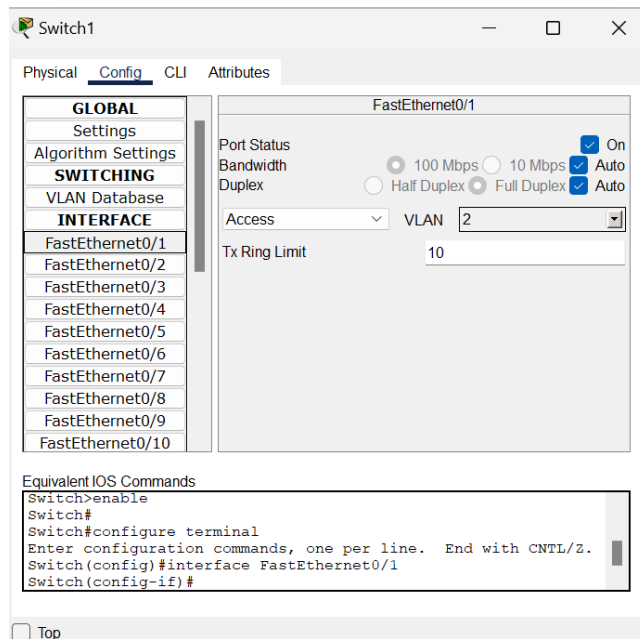 Switch1
Physical Config CLI Attributes
GLOBAL
Settings
Algorithm Settings
SWITCHING
VLAN Database
INTERFACE
FastEthernet0/1
FastEthernet0/2
FastEthernet0/3
FastEthernet0/4
FastEthernet0/5
FastEthernet0/6
FastEthernet0/7
FastEthernet0/8
FastEthernet0/9
FastEthernet0/10
FastEthernet0/1
Port Status On
Bandwidth 100 Mbps 10 Mbps Auto
Duplex Half Duplex Full Duplex Auto
Access VLAN 2
Tx Ring Limit 10
Equivalent IOS Commands
Switch>enable
Switch#
Switch#configure terminal
Enter configuration commands, one per line. End with CNTL/Z.
Switch(config)#interface FastEthernet0/1
Switch(config-if)#
Top